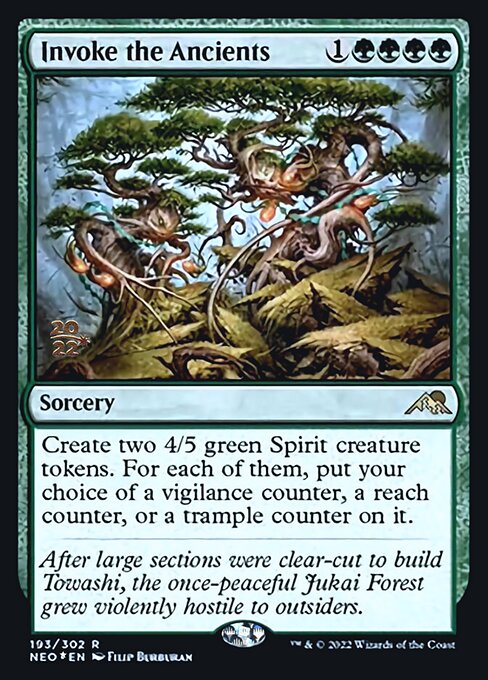 Invoke the Ancients 1
20
22
Sorcery
Create two 4/5 green Spirit creature
tokens. For each of them, put your
choice of a vigilance counter, a reach
counter, or a trample counter on it.
After large sections were clear-cut to build
Towashi, the once-peaceful Jukai Forest
grew violently hostile to outsiders.
193/302 R
NEO★EN Filip Burburan
™ & © 2022 Wizards of the Coast